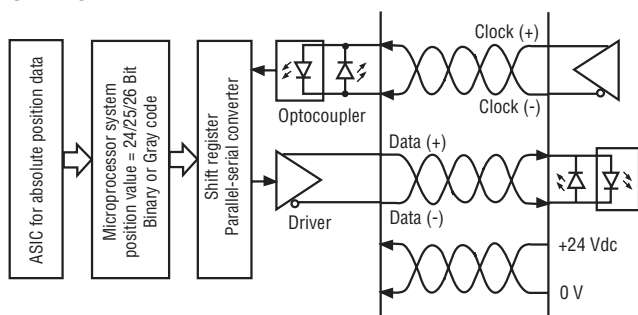 ASIC for absolute position data
Microprocessor system
position value = 24/25/26 Bit
Binary or Gray code
Shift register
Parallel-serial converter
Optocoupler
Driver
Clock (+)
Clock (-)
Data (+)
Data (-)
+24 Vdc
0 V